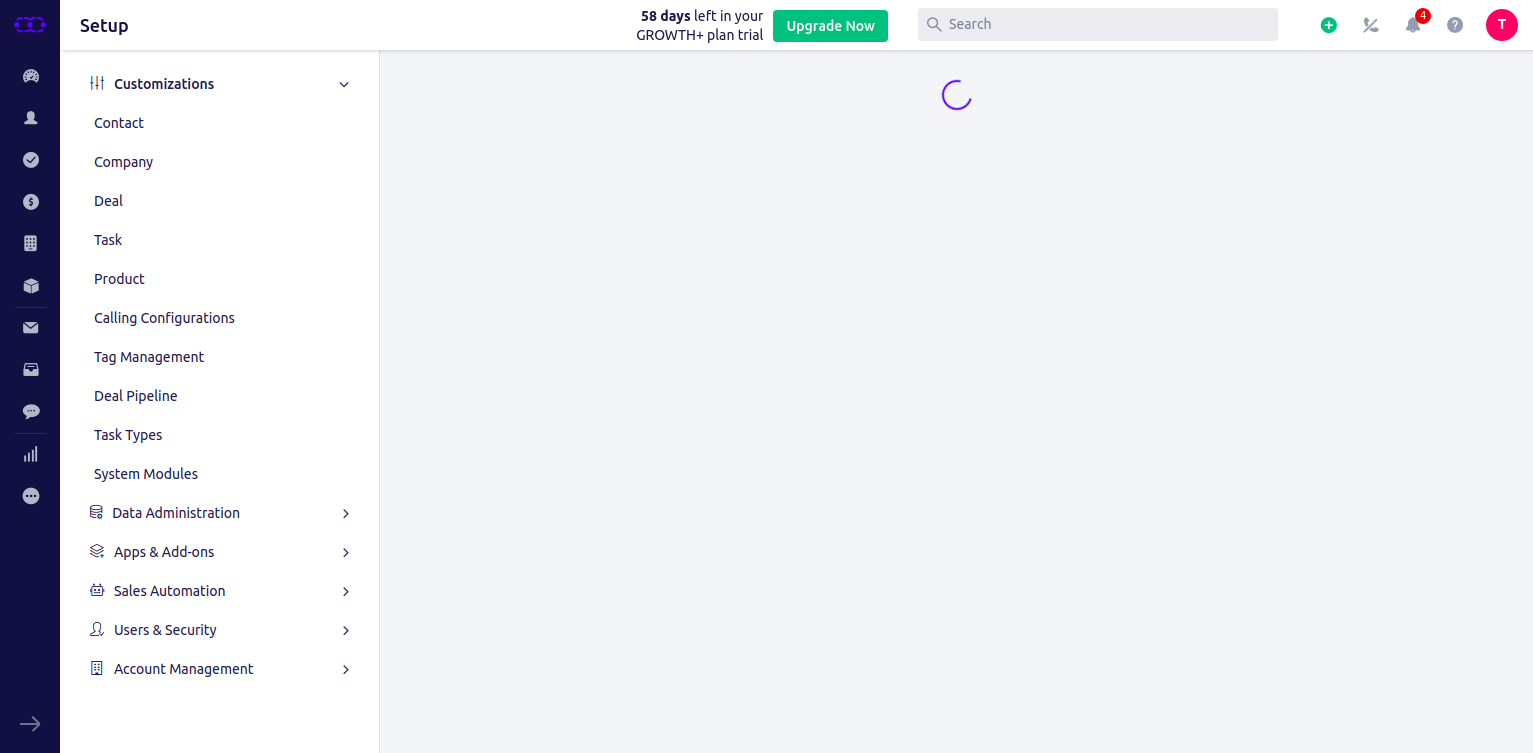 Setup
58 days left in your
GROWTH+ plan trial
Upgrade Now
Search
4
T
Customizations
Contact
Company
Deal
Task
Product
Calling Configurations
Tag Management
Deal Pipeline
Task Types
System Modules
Data Administration
Apps & Add-ons
Sales Automation
Users & Security
Account Management